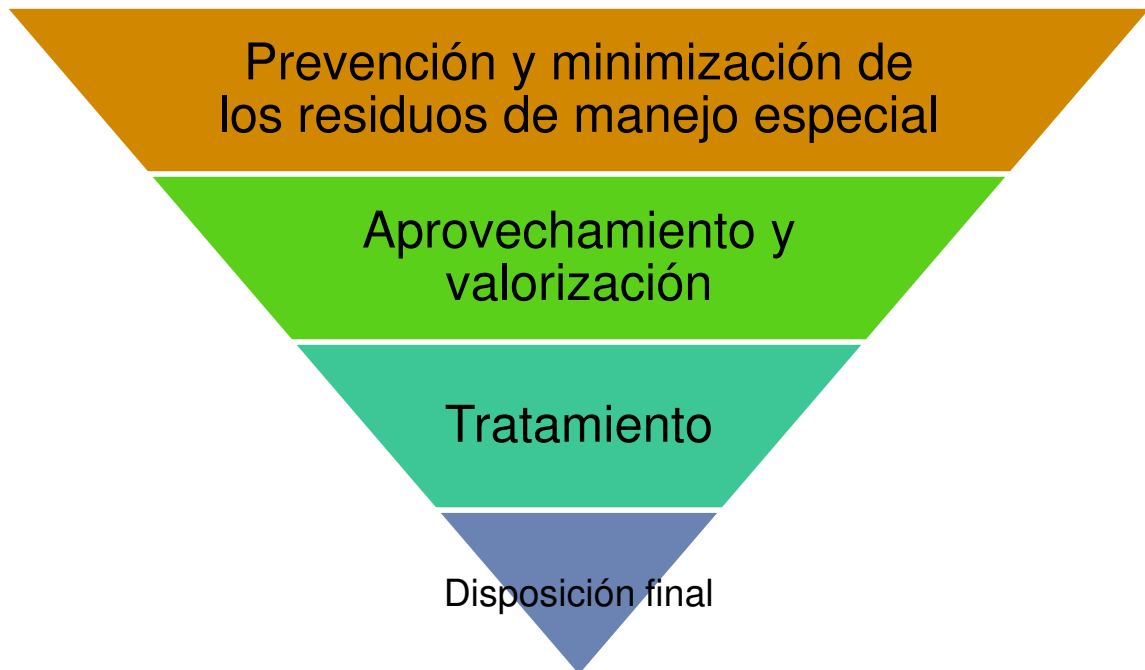 Prevención y minimización de
los residuos de manejo especial
Aprovechamiento y
valorización
Tratamiento
Disposición final